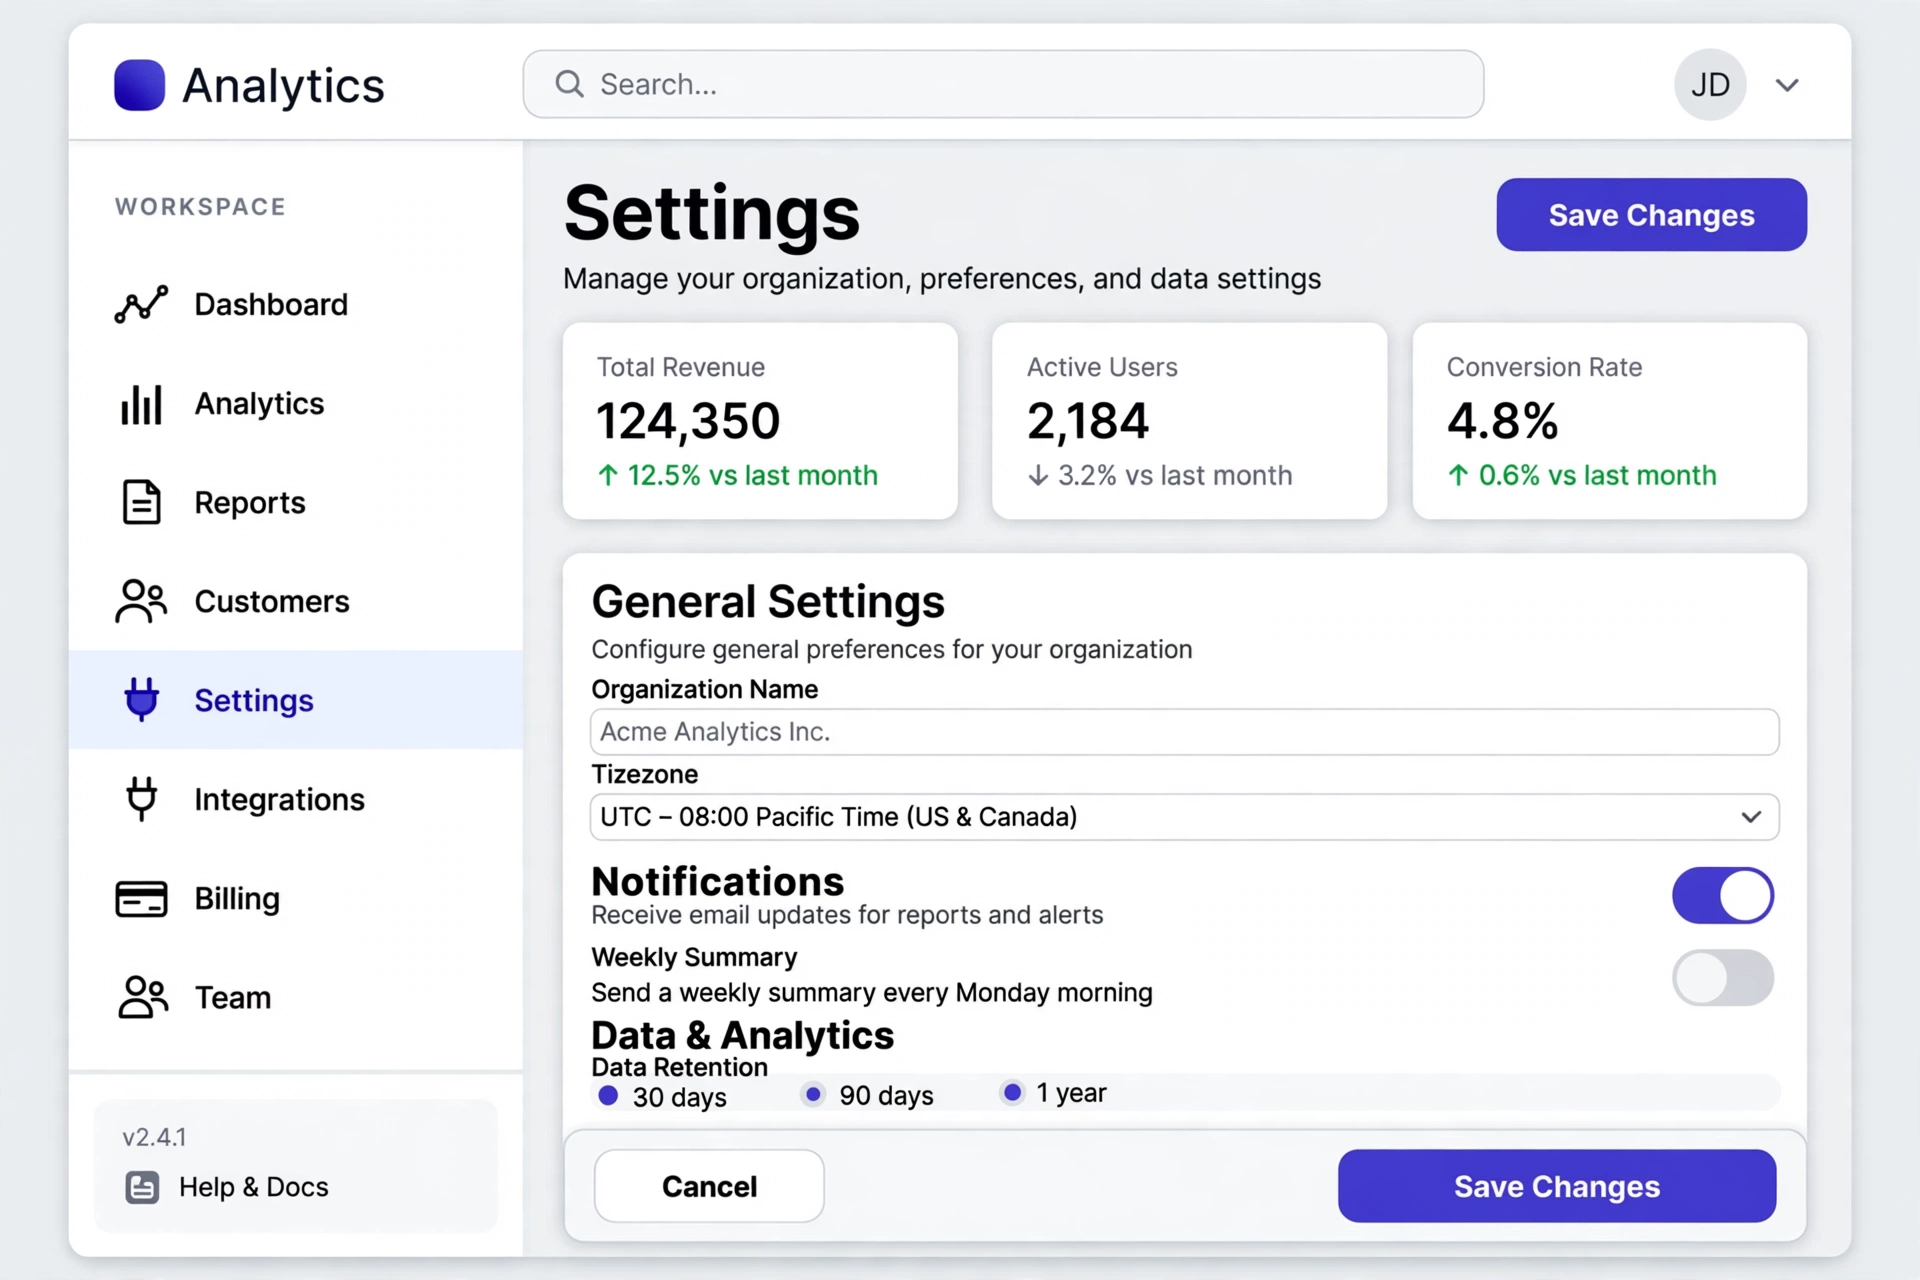 Analytics
Search...
JD
WORKSPACE
Dashboard
Analytics
Reports
Customers
Settings
Integrations
Billing
Team
v2.4.1
Help & Docs
Settings
Save Changes
Manage your organization, preferences, and data settings
Total Revenue
124,350
↑ 12.5% vs last month
Active Users
2,184
↓ 3.2% vs last month
Conversion Rate
4.8%
↑ 0.6% vs last month
General Settings
Configure general preferences for your organization
Organization Name
Acme Analytics Inc.
Tizezone
UTC – 08:00 Pacific Time (US & Canada)
Notifications
Receive email updates for reports and alerts
Weekly Summary
Send a weekly summary every Monday morning
Data & Analytics
Data Retention
30 days 90 days 1 year
Cancel
Save Changes